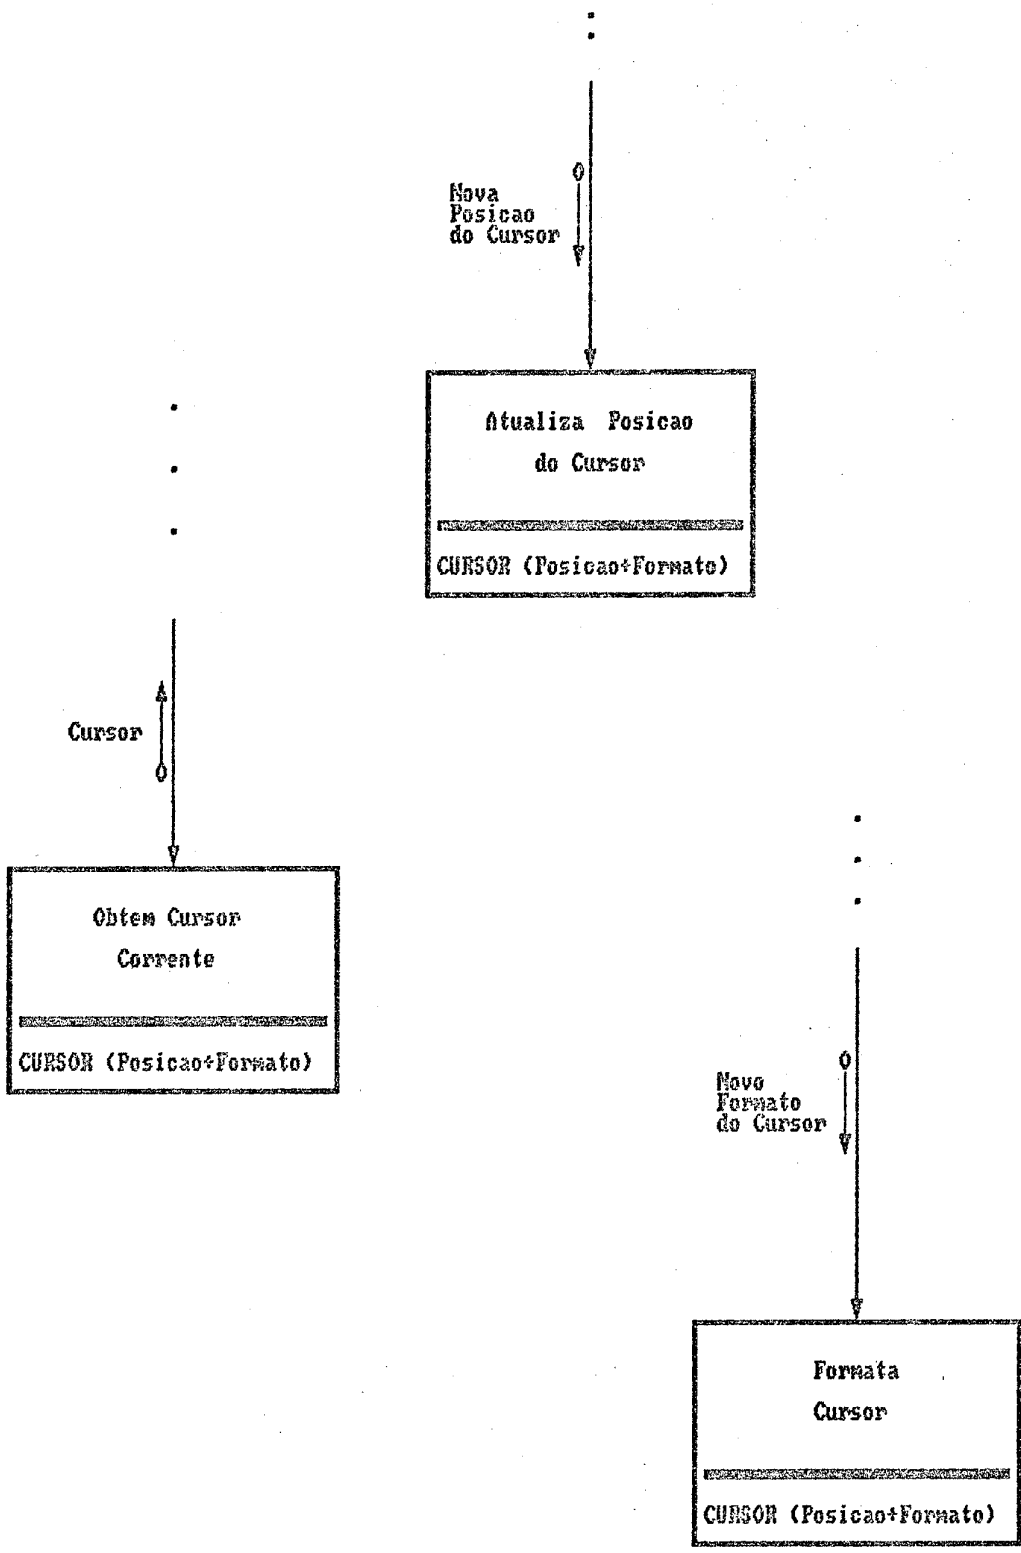 Nova
Posicao
do Cursor
Atualiza Posicao
do Cursor
CURSOR (Posicao+Formato)
Cursor
Obtem Cursor
Corrente
CURSOR (Posicao+Formato)
Novo
Formato
do Cursor
Formata
Cursor
CURSOR (Posicao+Formato)